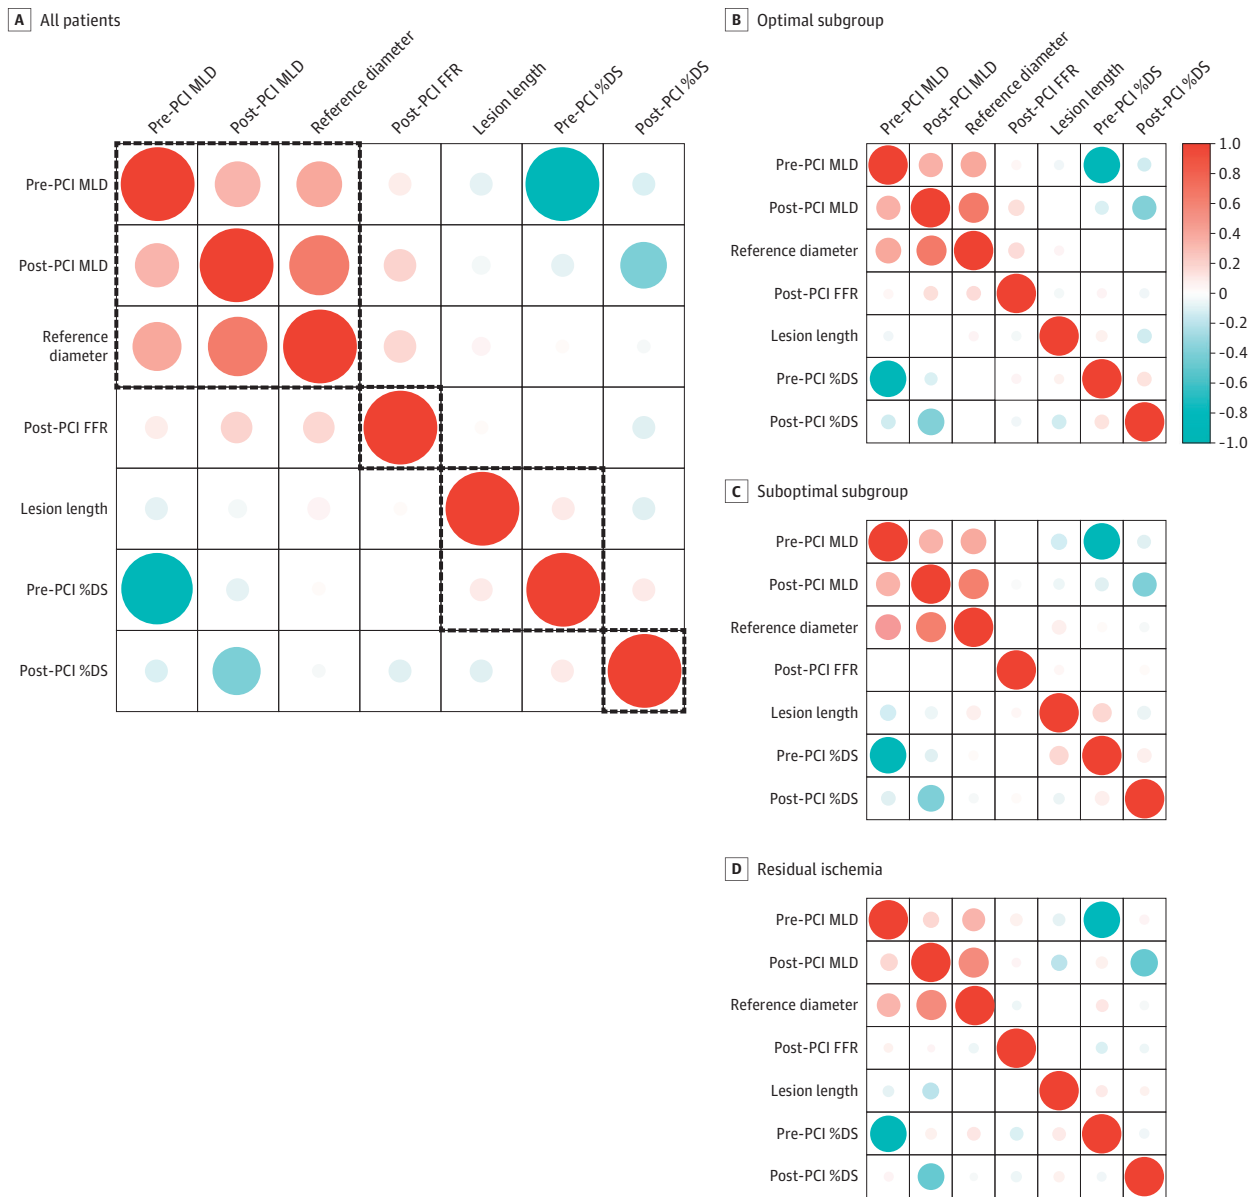 A All patients
Pre-PCI MLD
Post-PCI MLD
Reference diameter
Post-PCI FFR
Lesion length
Pre-PCI %DS
Post-PCI %DS
Pre-PCI MLD
Post-PCI MLD
Reference
diameter
Post-PCI FFR
Lesion length
Pre-PCI %DS
Post-PCI %DS
B Optimal subgroup
Pre-PCI MLD
Post-PCI MLD
Reference diameter
Post-PCI FFR
Lesion length
Pre-PCI %DS
Post-PCI %DS
Pre-PCI MLD
Post-PCI MLD
Reference diameter
Post-PCI FFR
Lesion length
Pre-PCI %DS
Post-PCI %DS
1.0
0.8
0.6
0.4
0.2
0
-0.2
-0.4
-0.6
-0.8
-1.0
C Suboptimal subgroup
Pre-PCI MLD
Post-PCI MLD
Reference diameter
Post-PCI FFR
Lesion length
Pre-PCI %DS
Post-PCI %DS
D Residual ischemia
Pre-PCI MLD
Post-PCI MLD
Reference diameter
Post-PCI FFR
Lesion length
Pre-PCI %DS
Post-PCI %DS